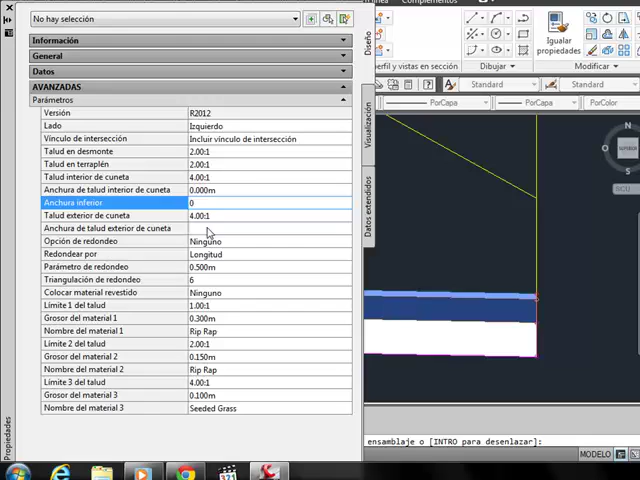 No hay selección
Información
General
Datos
AVANZADAS
Parámetros
Versión R2012
Lado Izquierdo
Vínculo de intersección Incluir vínculo de intersección
Talud en desmonte 2.00:1
Talud en terraplén 2.00:1
Talud interior de cuneta 4.00:1
Anchura de talud interior de cuneta 0.000m
Anchura inferior 0
Talud exterior de cuneta 4.00:1
Anchura de talud exterior de cuneta
Opción de redondeo Ninguno
Redondear por Longitud
Parámetro de redondeo 0.500m
Triangulación de redondeo 6
Colocar material revestido Ninguno
Límite 1 del talud 1.00:1
Grosor del material 1 0.300m
Nombre del material 1 Rip Rap
Límite 2 del talud 2.00:1
Grosor del material 2 0.150m
Nombre del material 2 Rip Rap
Límite 3 del talud 4.00:1
Grosor del material 3 0.100m
Nombre del material 3 Seeded Grass
Propiedades
Diseño
Visualización
Datos extendidos
Complementos
Igualar
propiedades
perfil y vistas en sección
Dibujar
Modificar
Standard
Standard
PorCapa
PorCapa
PorColor
N
O
S
ensamblaje o [INTRO para desenlazar]:
MODELO